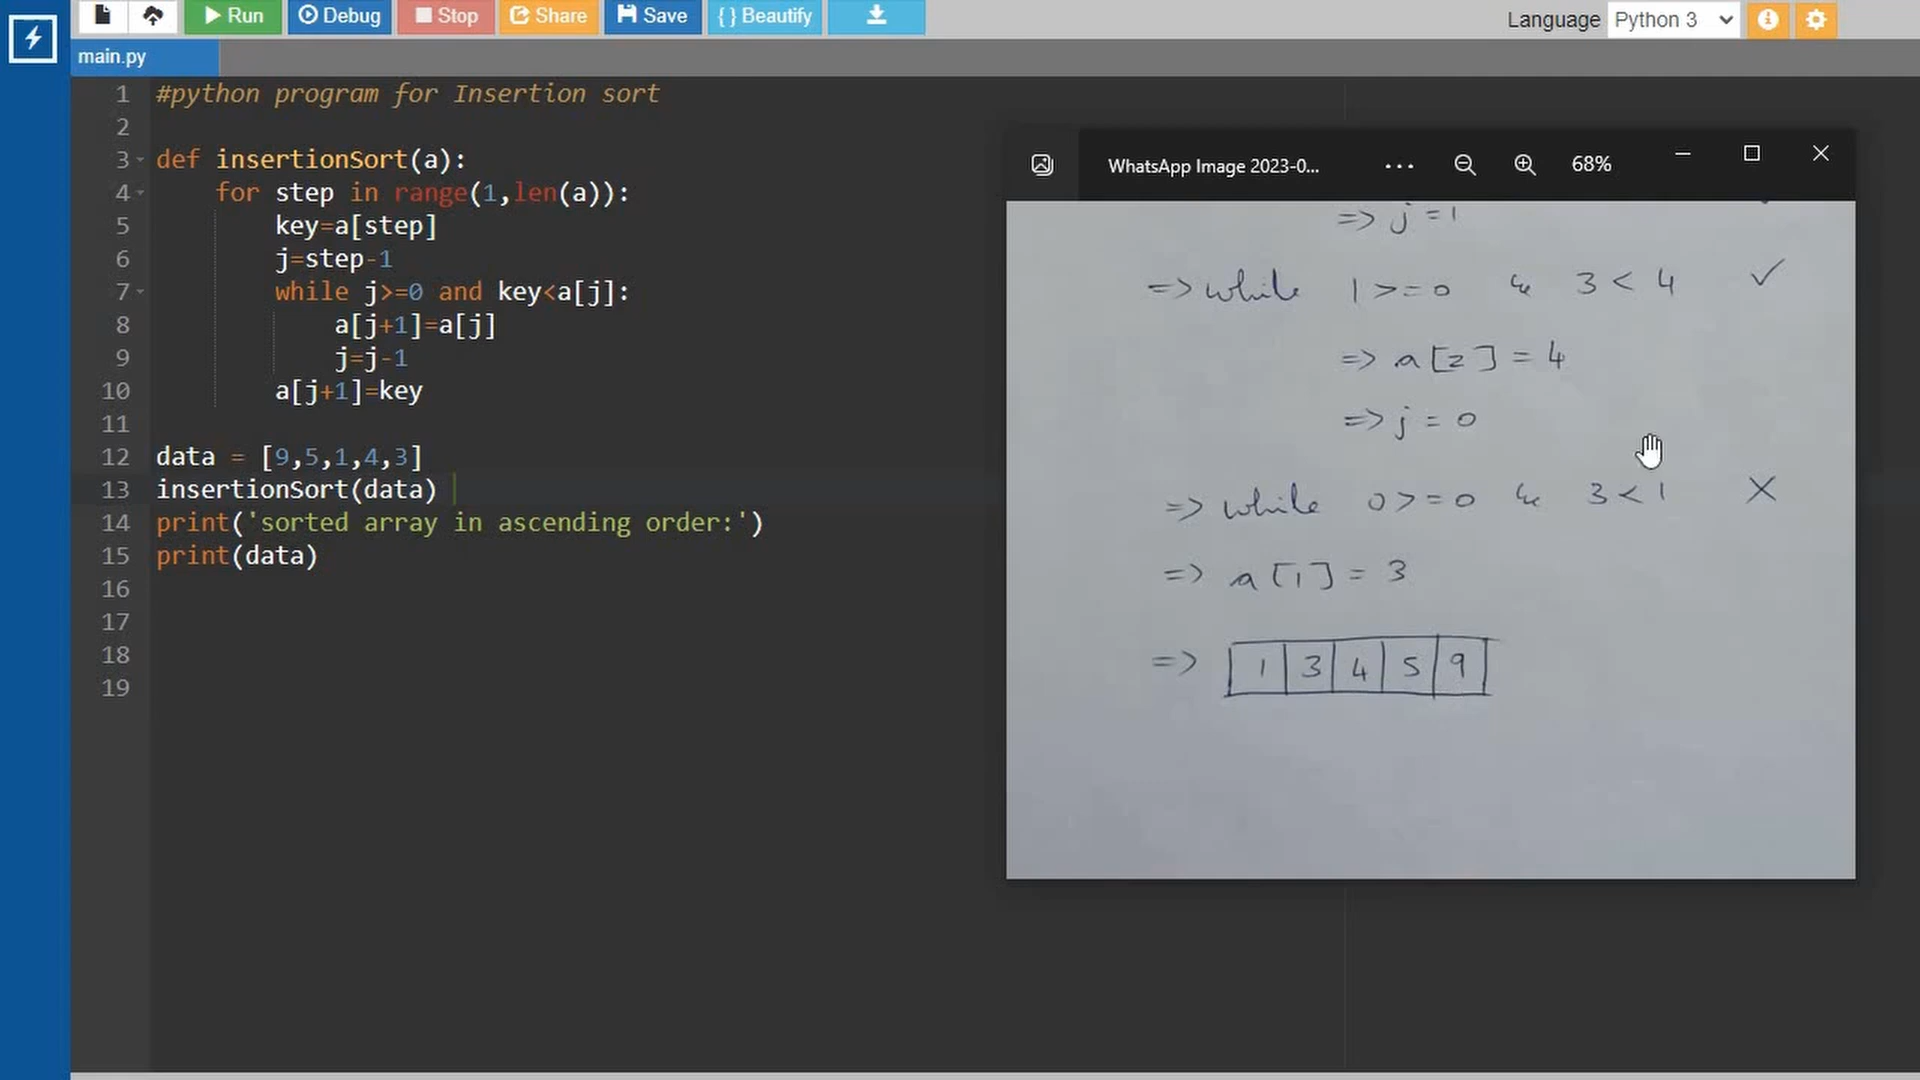 Run Debug Stop Share Save { } Beautify
Language Python 3
main.py
1 #python program for Insertion sort
2
3 def insertionSort(a):
4 for step in range(1,len(a)):
5 key=a[step]
6 j=step-1
7 while j>=0 and key<a[j]:
8 a[j+1]=a[j]
9 j=j-1
10 a[j+1]=key
11
12 data = [9,5,1,4,3]
13 insertionSort(data)
14 print('sorted array in ascending order:')
15 print(data)
16
17
18
19
WhatsApp Image 2023-0... ... 68%
=> j = 1
=> while 1 >= 0 & 3 < 4 ✓
=> a[2] = 4
=> j = 0
=> while 0 >= 0 & 3 < 1 ✗
=> a[1] = 3
=> 1 3 4 5 9